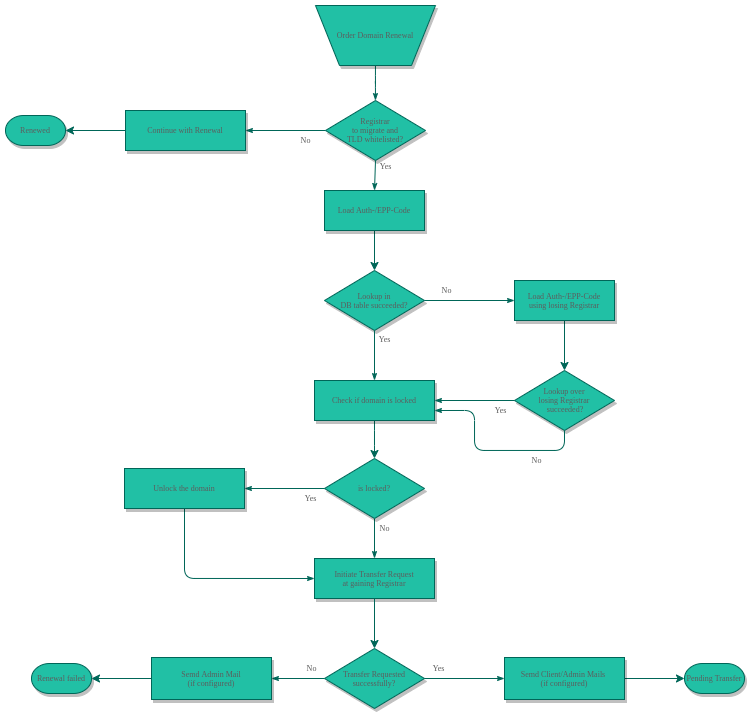 Order Domain Renewal
Registrar
to migrate and
TLD whitelisted?
No
Continue with Renewal
Renewed
Yes
Load Auth-/EPP-Code
Lookup in
DB table succeeded?
No
Load Auth-/EPP-Code
using losing Registrar
Yes
Lookup over
losing Registrar
succeeded?
Yes
No
Check if domain is locked
is locked?
Yes
Unlock the domain
No
Initiate Transfer Request
at gaining Registrar
Transfer Requested
successfully?
No
Send Admin Mail
(if configured)
Renewal failed
Yes
Send Client/Admin Mails
(if configured)
Pending Transfer